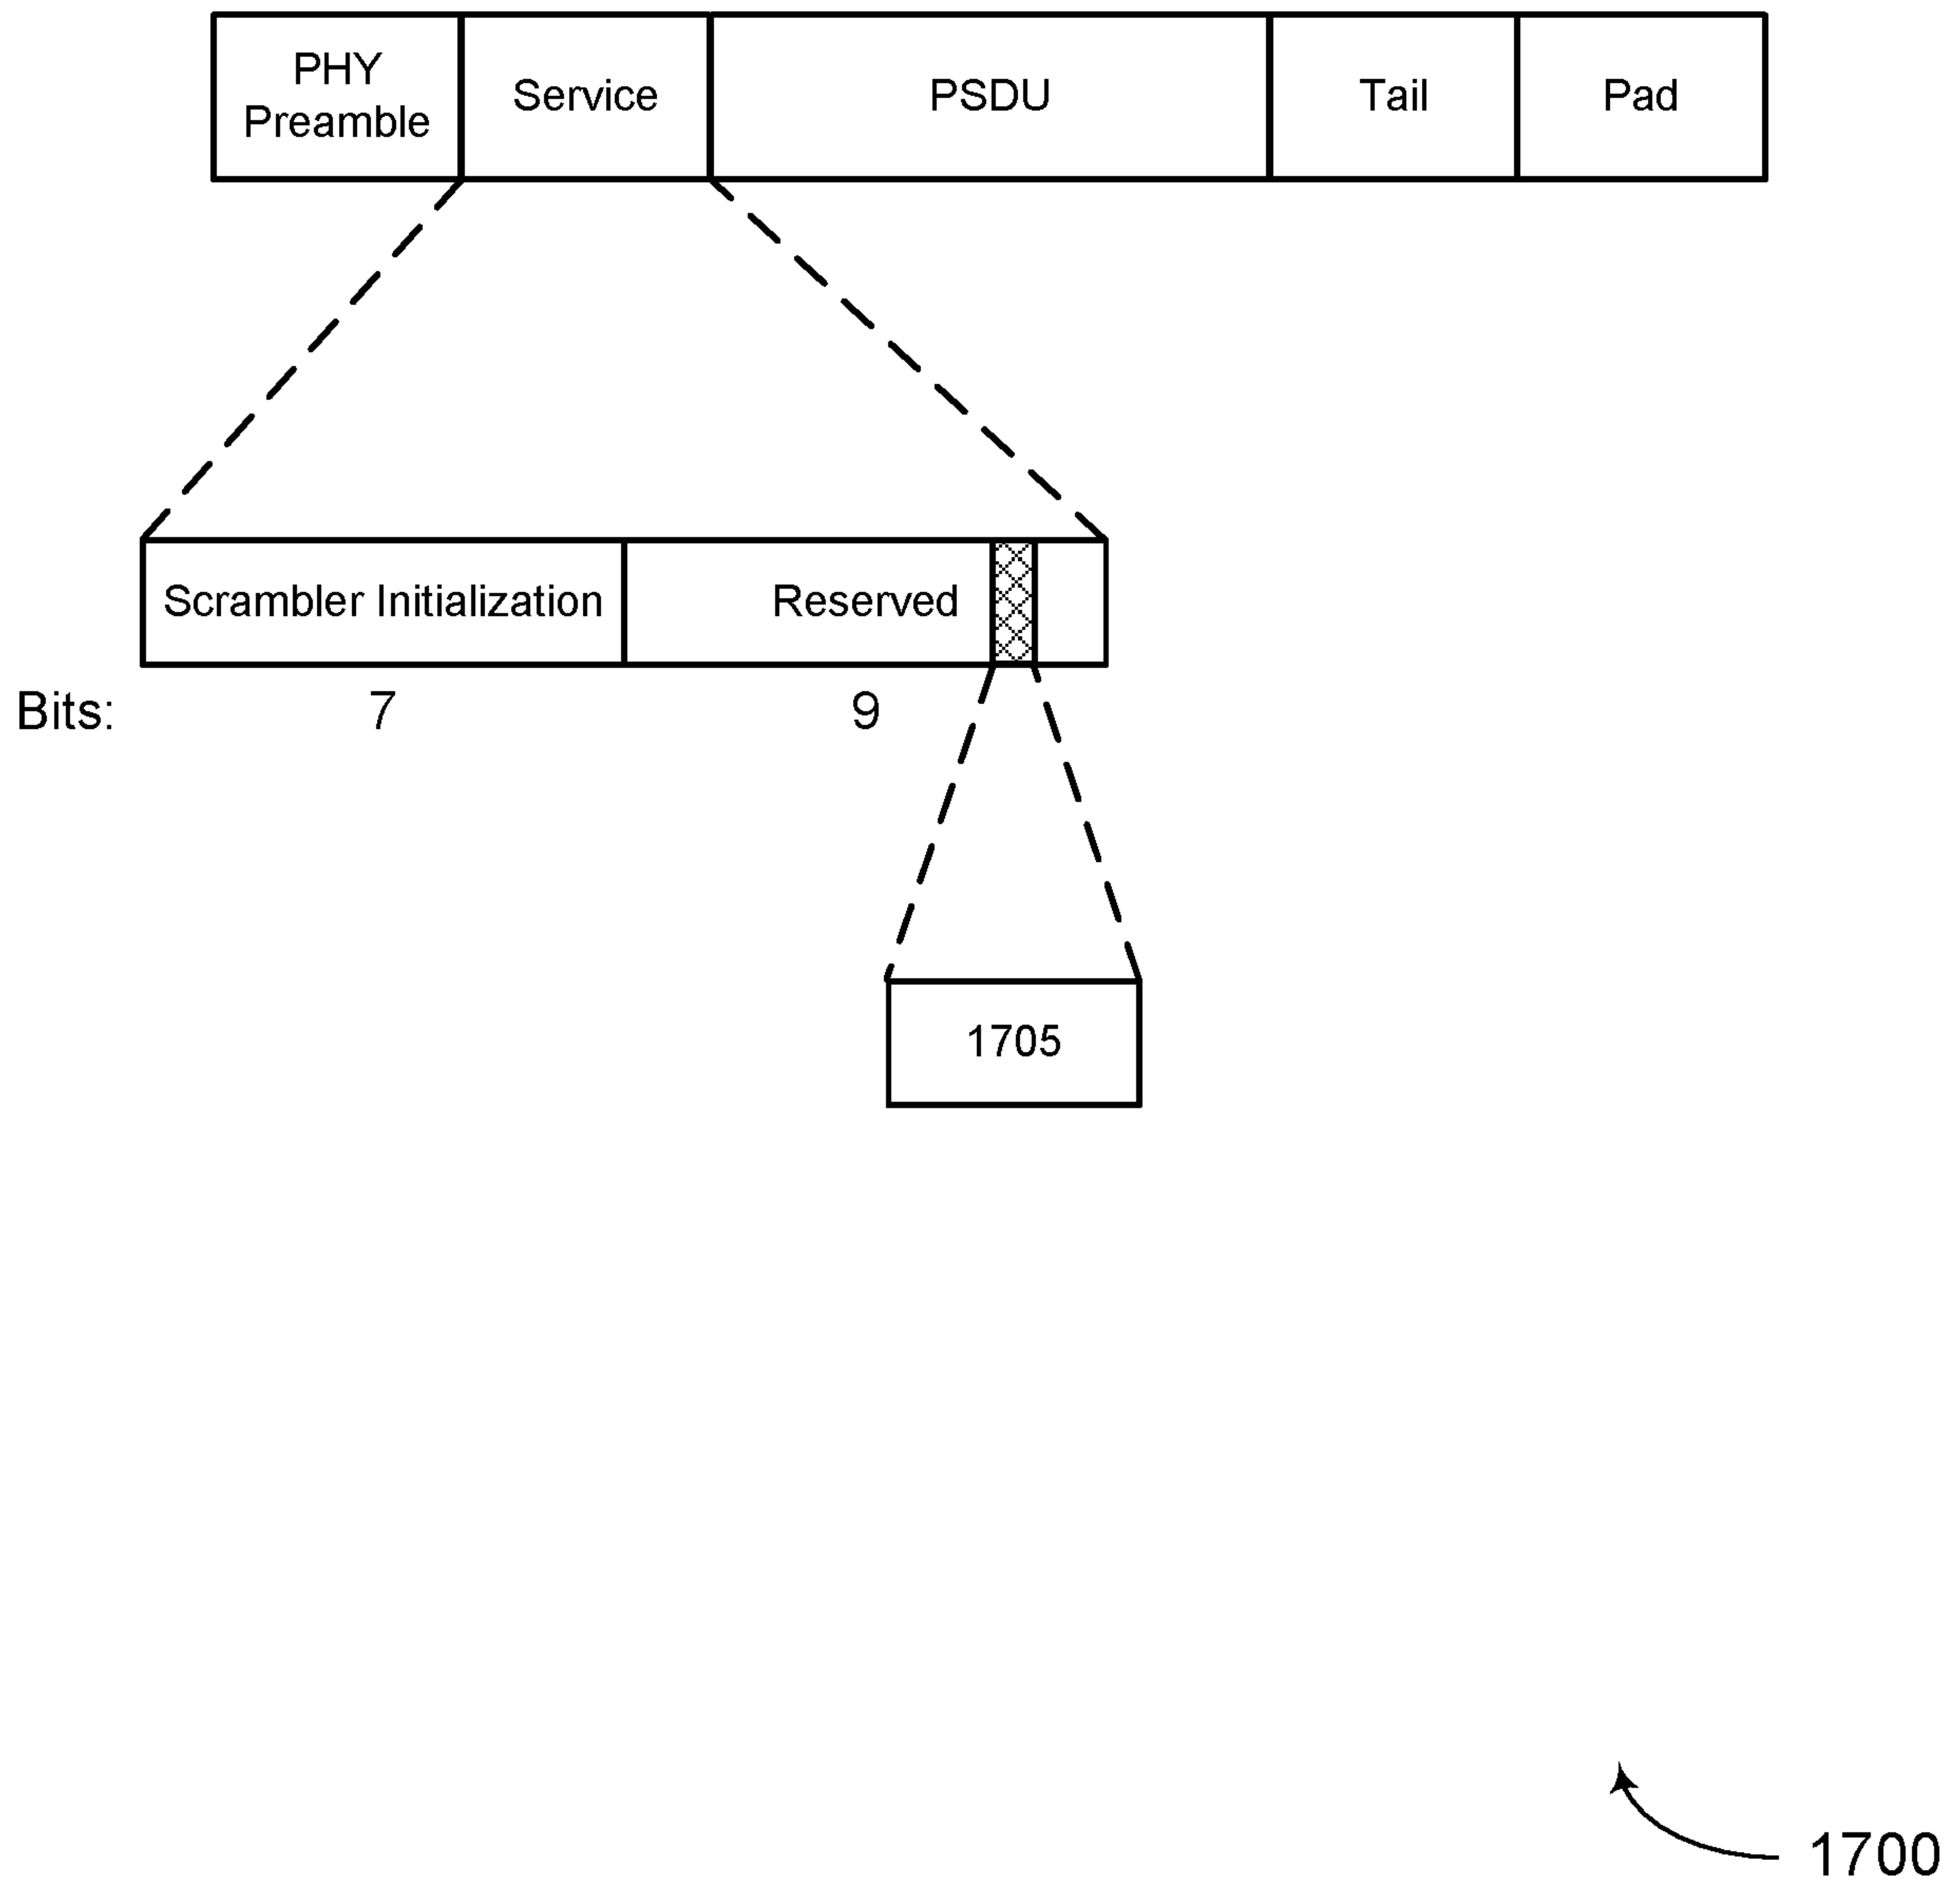 PHY
Preamble
Service
PSDU
Tail
Pad
Scrambler Initialization
Reserved
Bits:
7
9
1705
1700